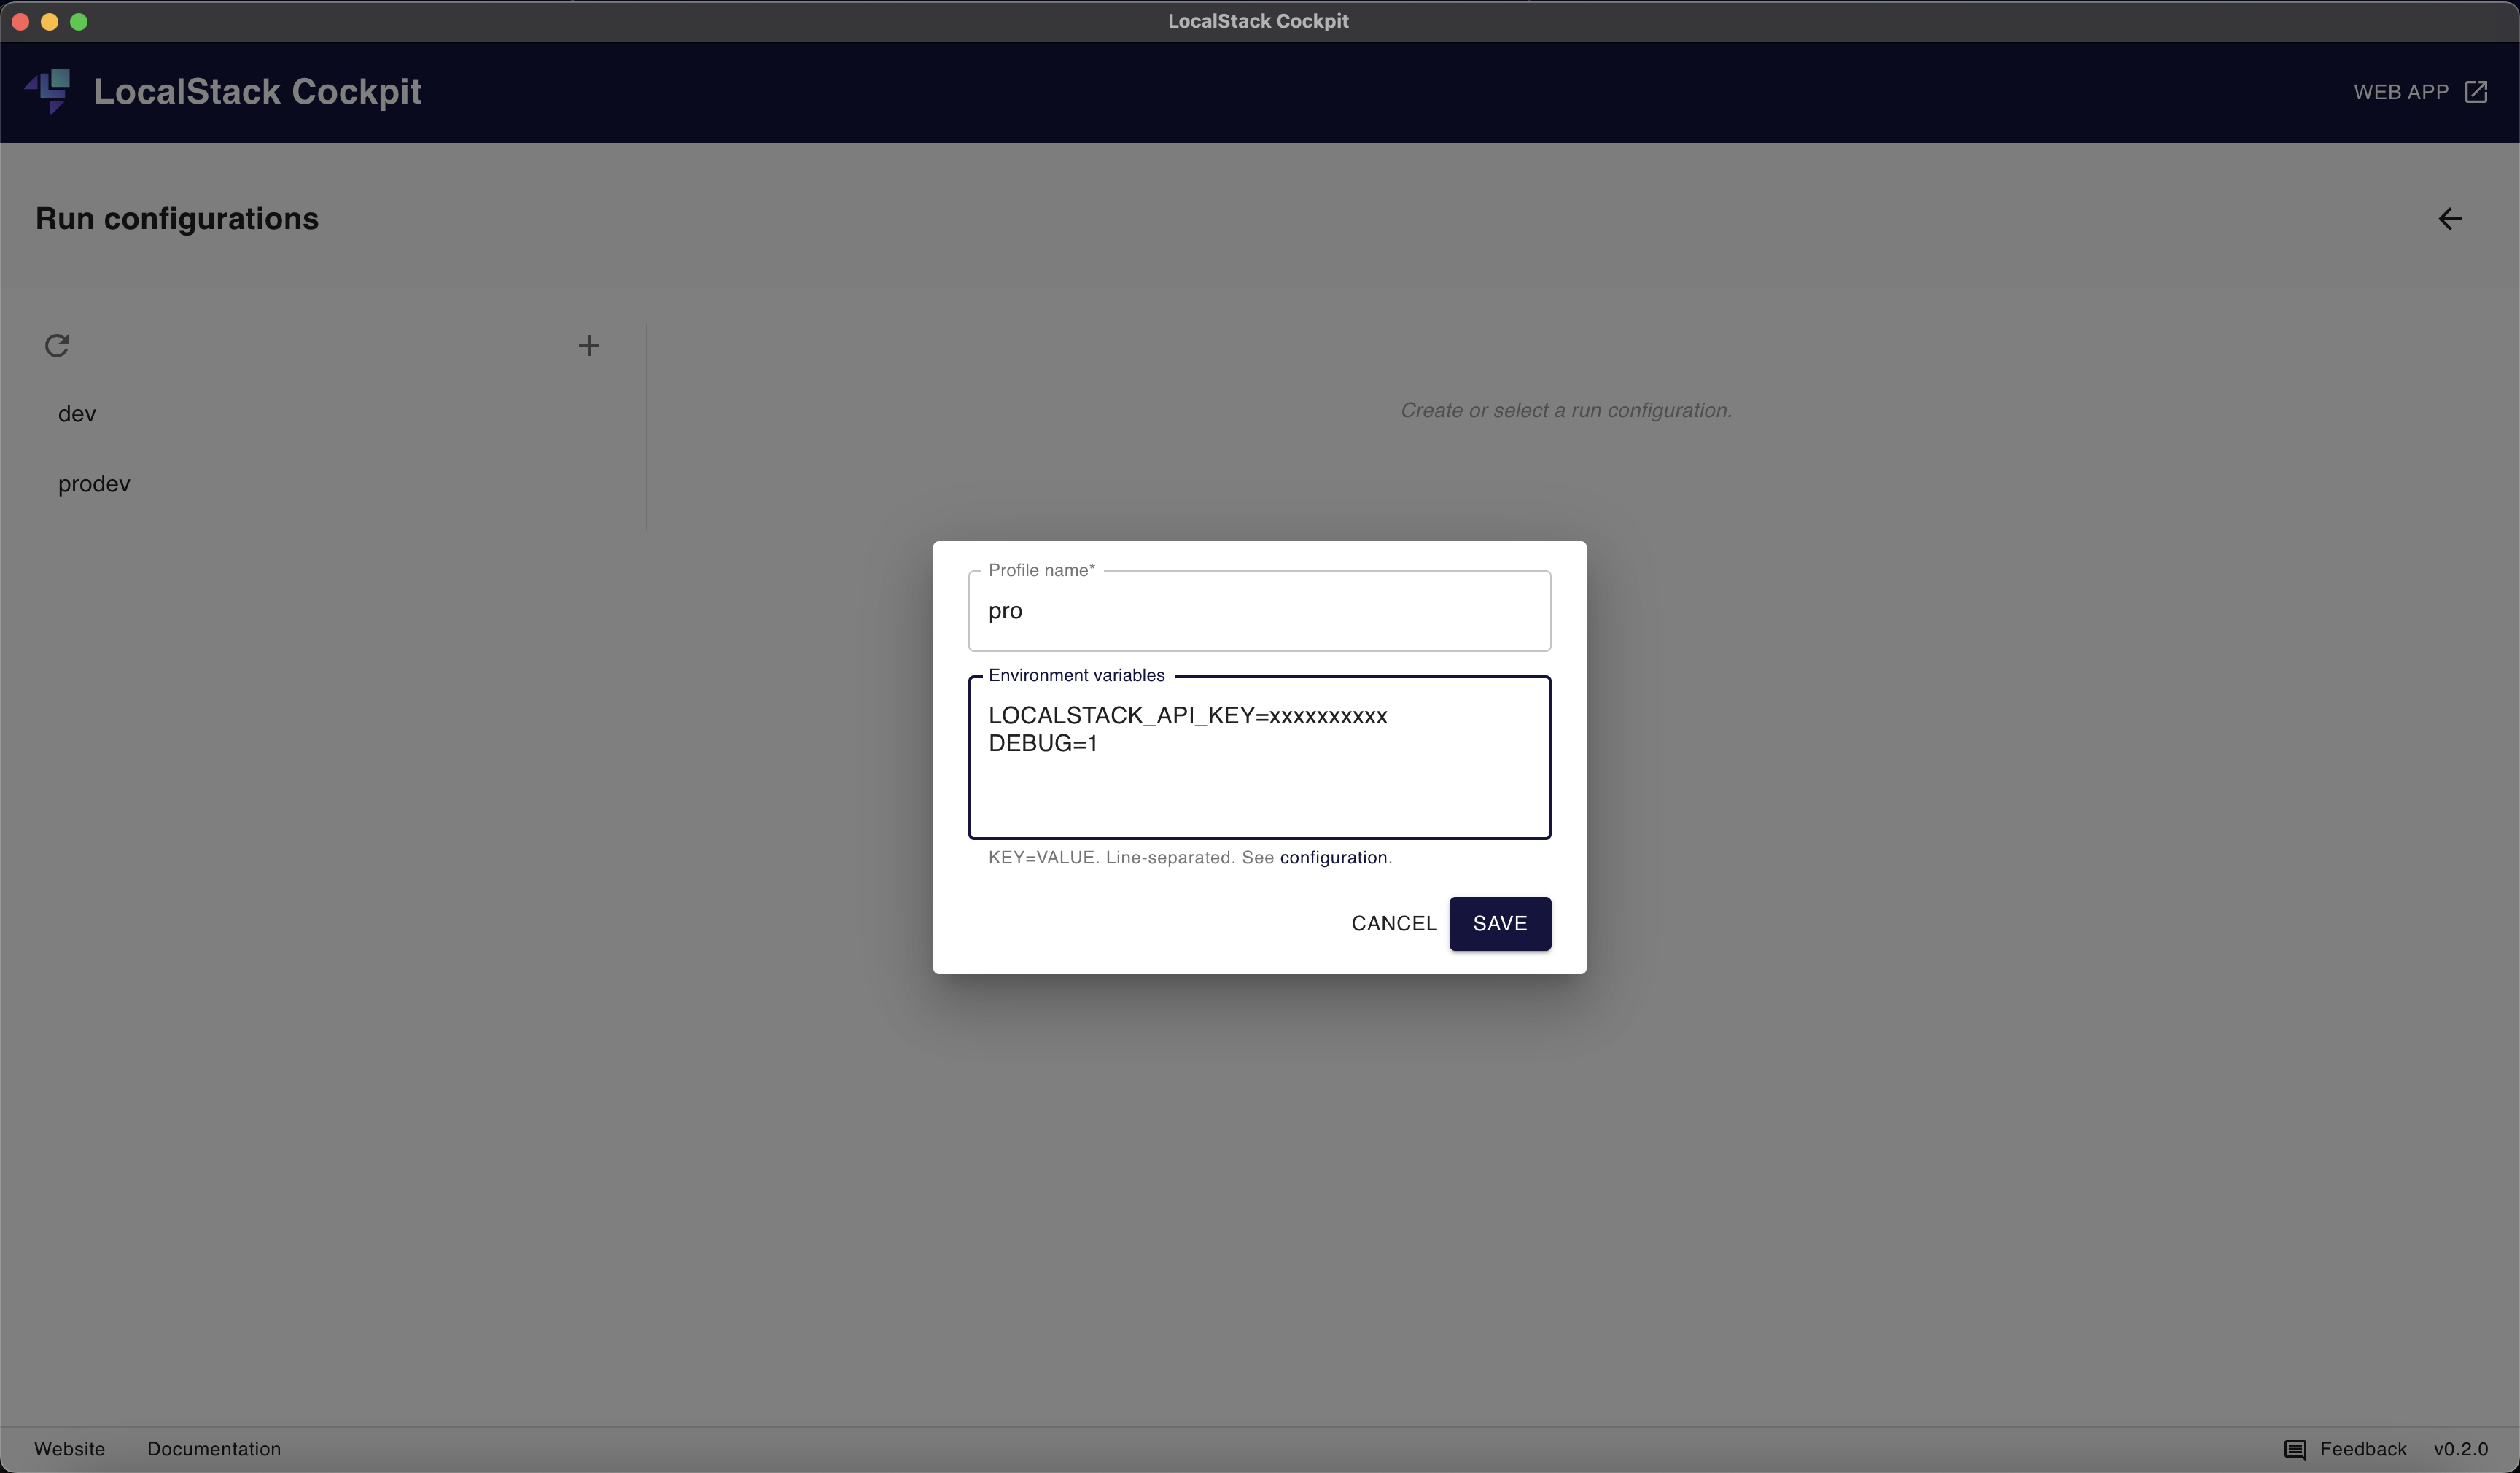 LocalStack Cockpit
LocalStack Cockpit
WEB APP
Run configurations
dev
prodev
Create or select a run configuration.
Profile name*
pro
Environment variables
LOCALSTACK_API_KEY=xxxxxxxxxx
DEBUG=1
KEY=VALUE. Line-separated. See configuration.
CANCEL
SAVE
Website
Documentation
Feedback
v0.2.0